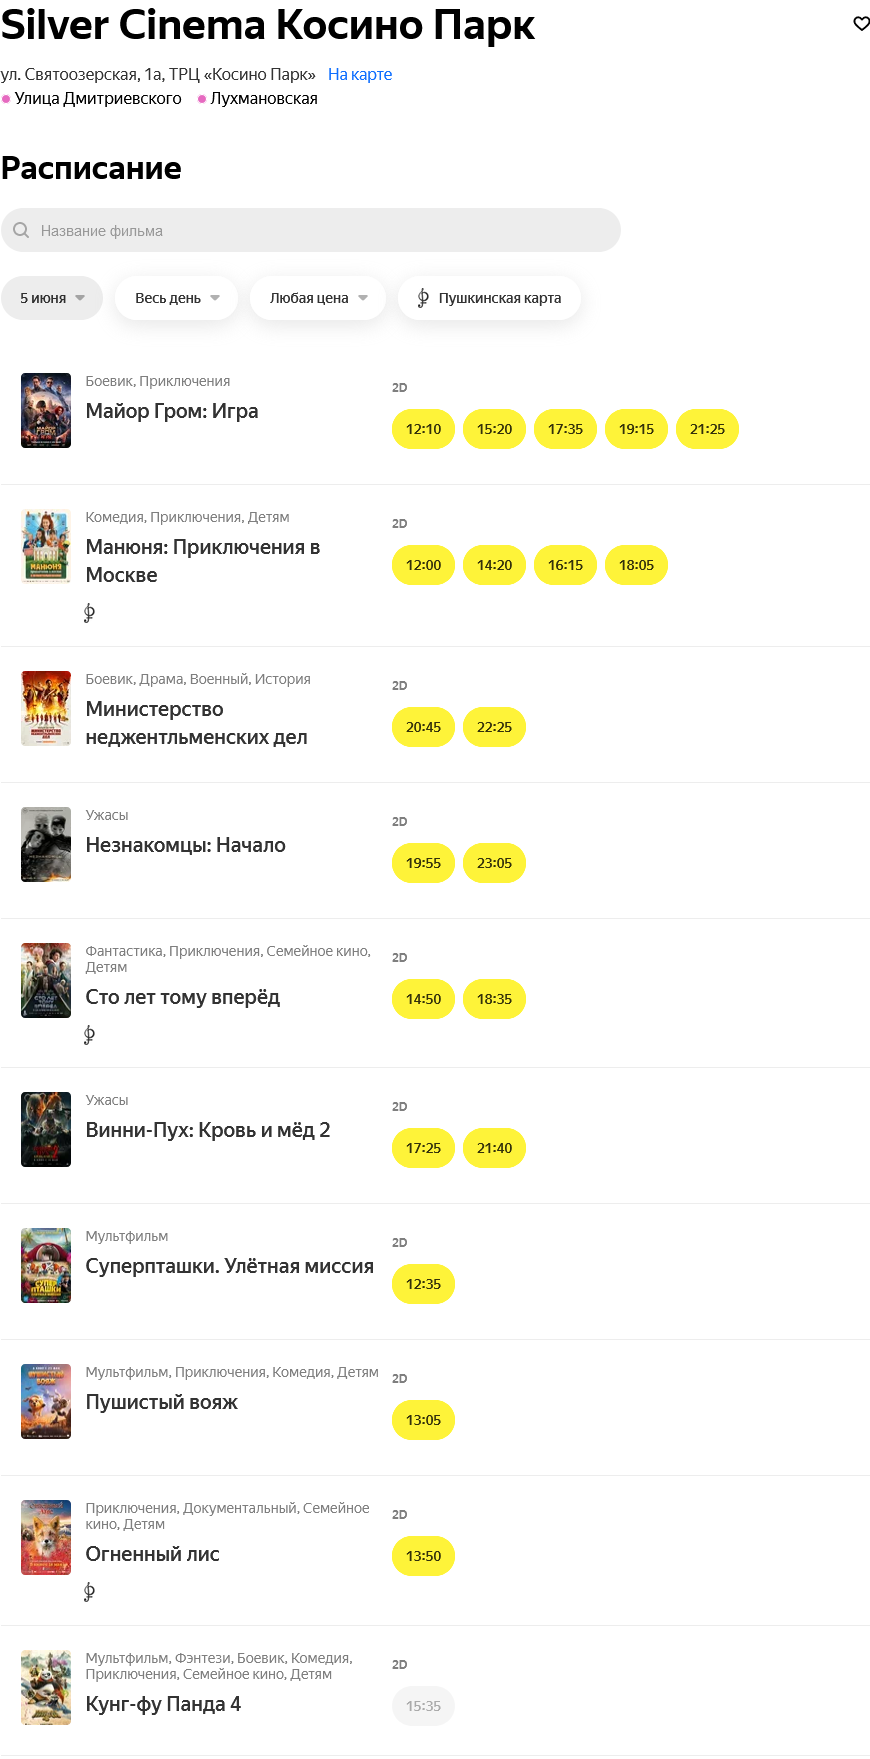 Silver Cinema Косино Парк
ул. Святоозерская, 1а, ТРЦ «Косино Парк» На карте
Улица Дмитриевского Лухмановская
Расписание
Название фильма
5 июня Весь день Любая цена Пушкинская карта
Боевик, Приключения
2D
Майор Гром: Игра
12:10 15:20 17:35 19:15 21:25
Комедия, Приключения, Детям
2D
Манюня: Приключения в
Москве
12:00 14:20 16:15 18:05
Боевик, Драма, Военный, История
2D
Министерство
неджентльменских дел
20:45 22:25
Ужасы
2D
Незнакомцы: Начало
19:55 23:05
Фантастика, Приключения, Семейное кино,
Детям
2D
Сто лет тому вперёд
14:50 18:35
Ужасы
2D
Винни-Пух: Кровь и мёд 2
17:25 21:40
Мультфильм
2D
Суперпташки. Улётная миссия
12:35
Мультфильм, Приключения, Комедия, Детям
2D
Пушистый вояж
13:05
Приключения, Документальный, Семейное
кино, Детям
2D
Огненный лис
13:50
Мультфильм, Фэнтези, Боевик, Комедия,
Приключения, Семейное кино, Детям
2D
Кунг-фу Панда 4
15:35